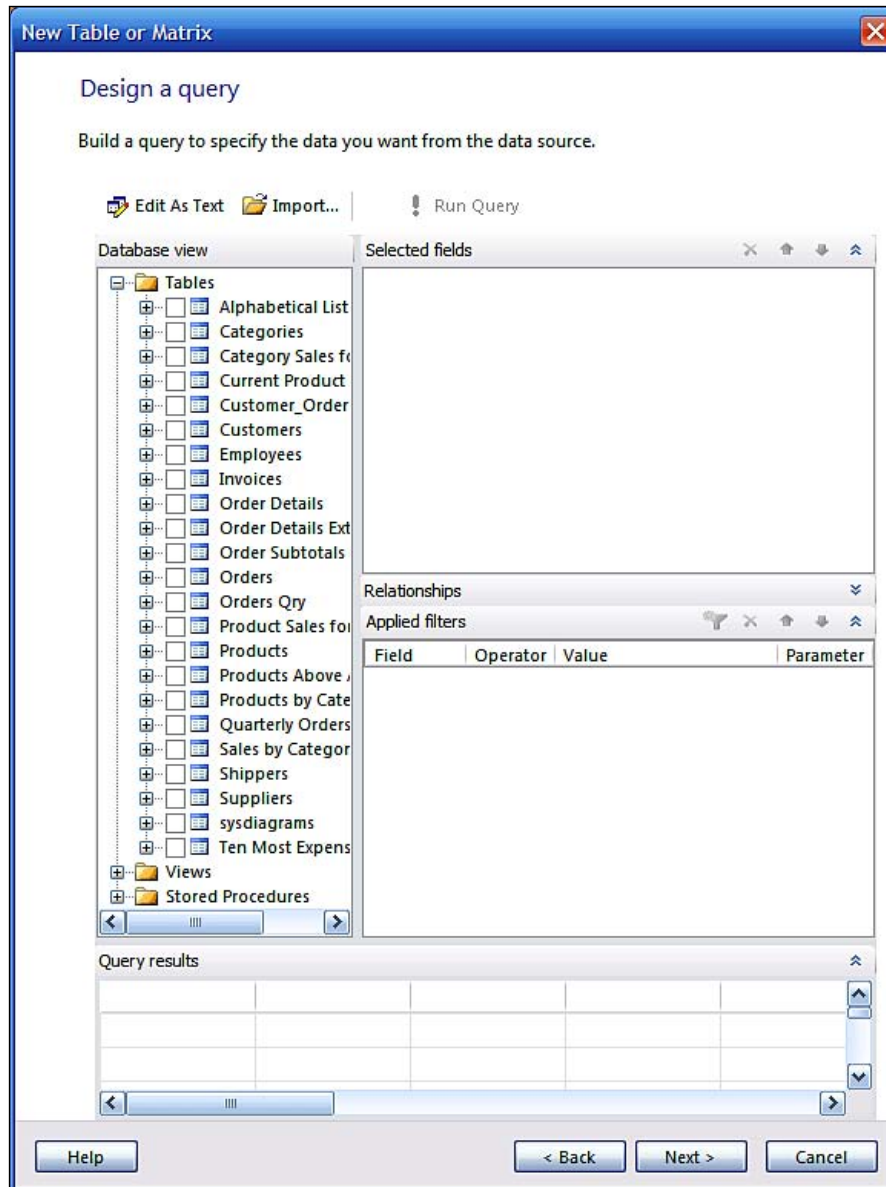 New Table or Matrix
Design a query
Build a query to specify the data you want from the data source.
Edit As Text Import... Run Query
Database view
Tables
Alphabetical List
Categories
Category Sales fo
Current Product
Customer_Order
Customers
Employees
Invoices
Order Details
Order Details Ext
Order Subtotals
Orders
Orders Qry
Product Sales for
Products
Products Above A
Products by Cate
Quarterly Orders
Sales by Categor
Shippers
Suppliers
sysdiagrams
Ten Most Expens
Views
Stored Procedures
Selected fields
Relationships
Applied filters
Field Operator Value Parameter
Query results
Help < Back Next > Cancel